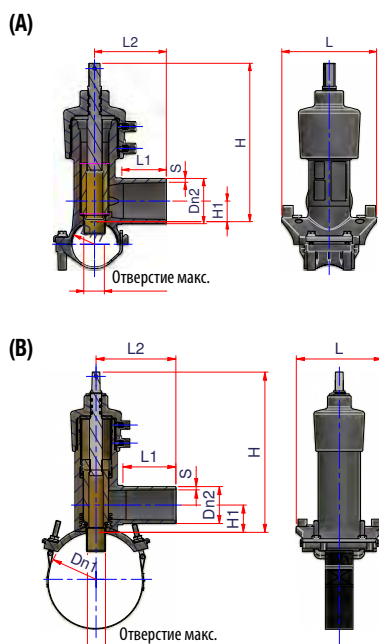 (A)
L2
L
H
L1
S
Dn2
H1
Отверстие макс.
(B)
L2
L
H
L1
S
Dn2
H1
Dn1
Отверстие макс.